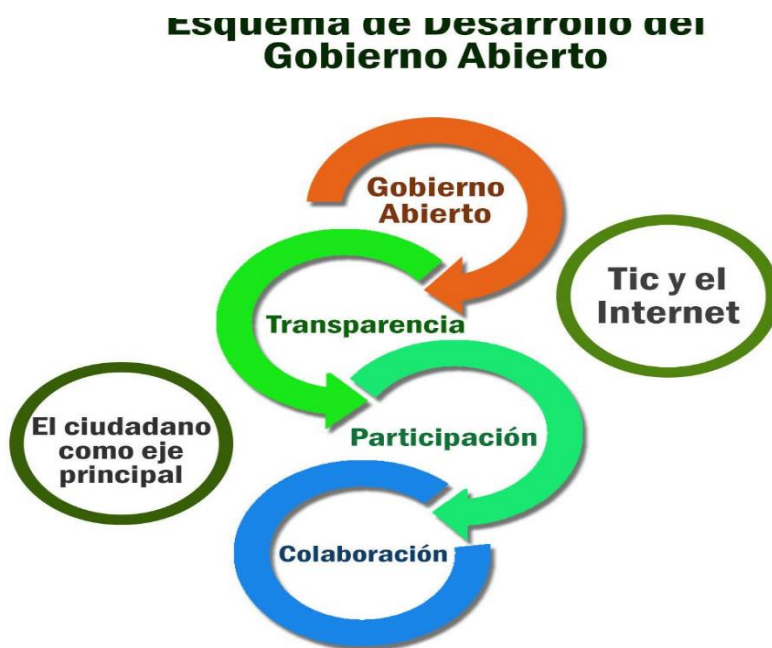 Esquema de Desarrollo del
Gobierno Abierto
Gobierno
Abierto
Tic y el
Internet
Transparencia
El ciudadano
como eje
principal
Participación
Colaboración